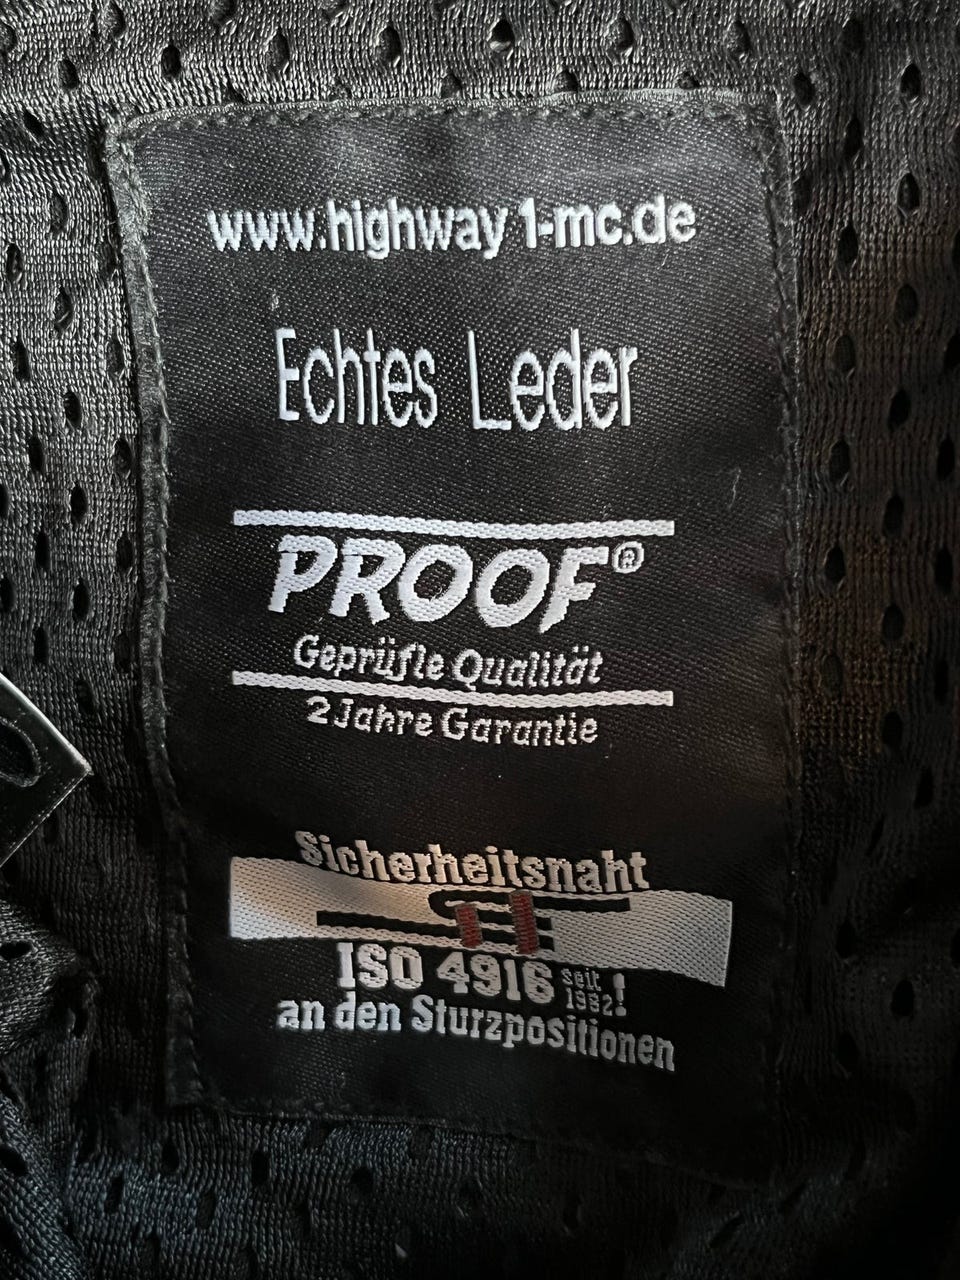 www.highway1-mc.de
Echtes Leder
PROOF®
Geprüfte Qualität
2 Jahre Garantie
Sicherheitsnaht
ISO 4916 seit 1982!
an den Sturzpositionen